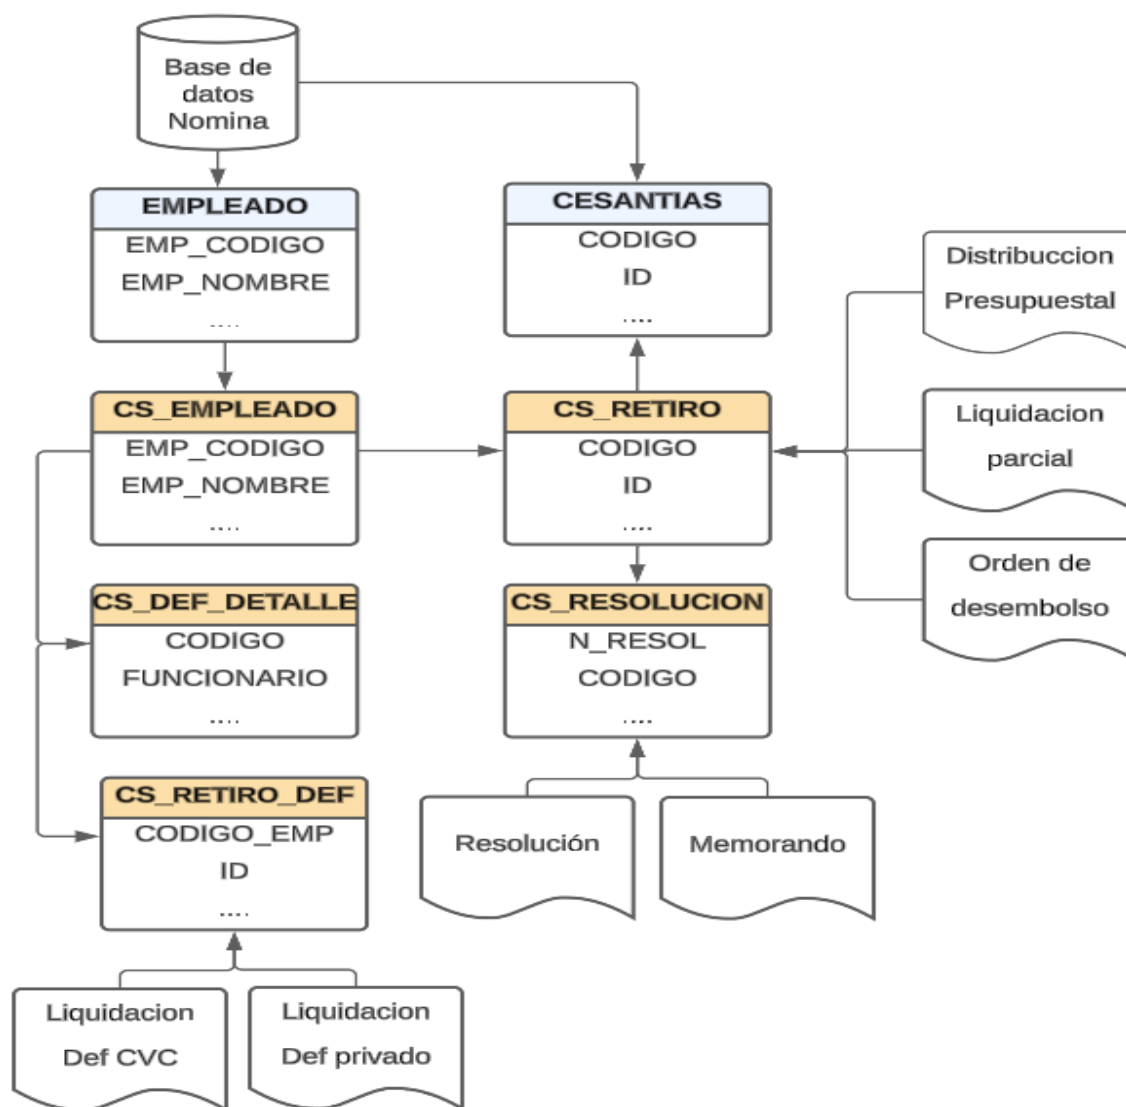 Base de
datos
Nomina
EMPLEADO
EMP_CODIGO
EMP_NOMBRE
....
CESANTIAS
CODIGO
ID
....
Distribuccion
Presupuestal
CS_EMPLEADO
EMP_CODIGO
EMP_NOMBRE
....
CS_RETIRO
CODIGO
ID
....
Liquidacion
parcial
Orden de
desembolso
CS_DEF_DETALLE
CODIGO
FUNCIONARIO
....
CS_RESOLUCION
N_RESOL
CODIGO
....
CS_RETIRO_DEF
CODIGO_EMP
ID
....
Resolución
Memorando
Liquidacion
Def CVC
Liquidacion
Def privado